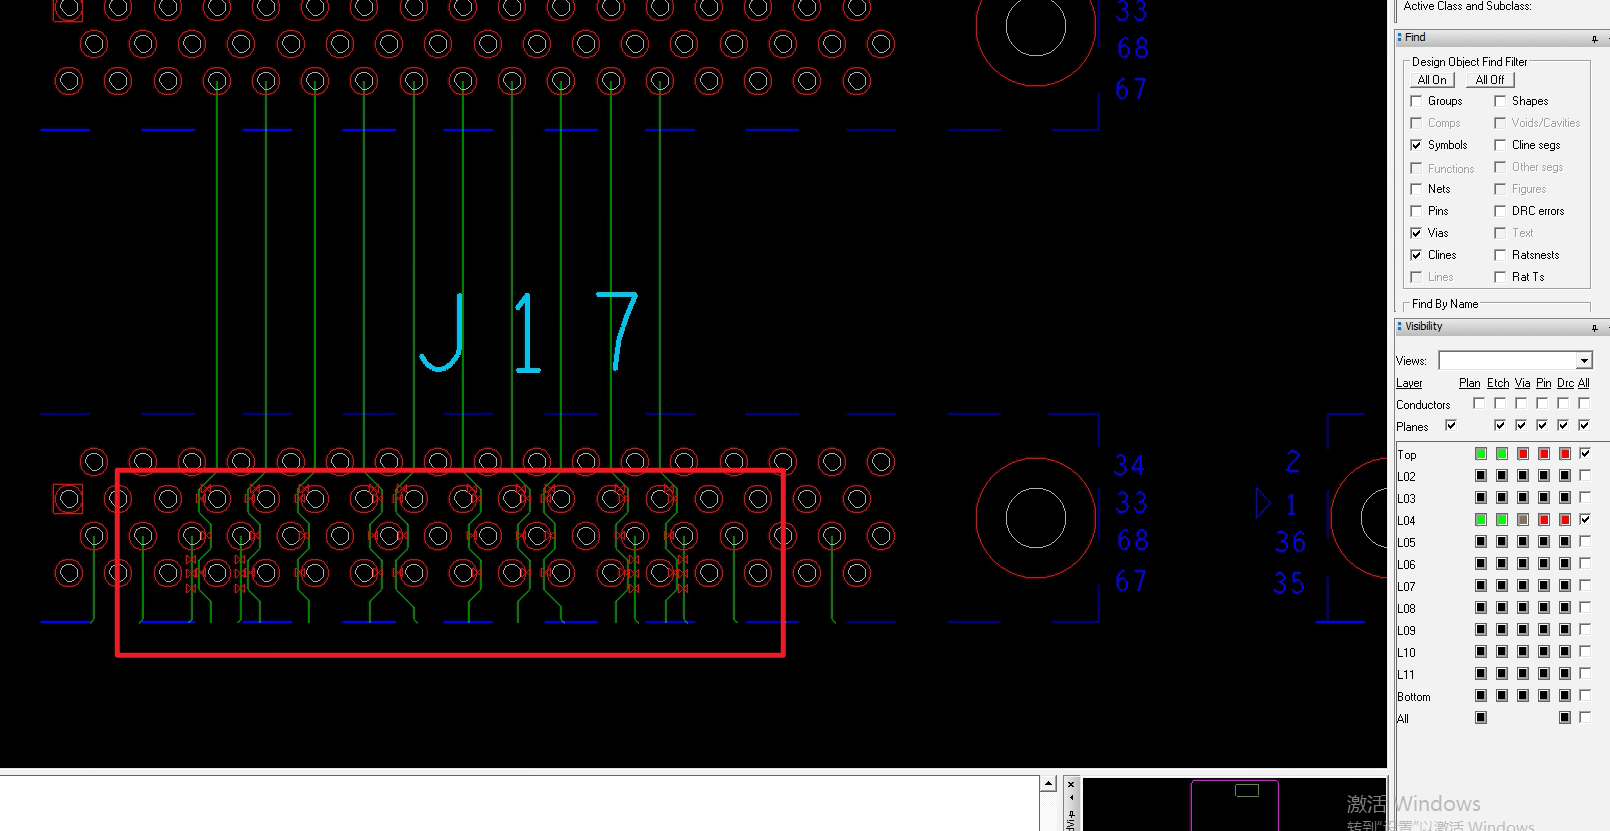 Active Class and Subclass:
Find
Design Object Find Filter
All On All Off
Groups Shapes
Comps Voids/Cavities
Symbols Cline segs
Functions Other segs
Nets Figures
Pins DRC errors
Vias Text
Clines Ratsnests
Lines Rat Ts
Find By Name
Visibility
Views:
Layer Plan Etch Via Pin Drc All
Conductors
Planes
Top
L02
L03
L04
L05
L06
L07
L08
L09
L10
L11
Bottom
All
33
68
67
J17
34
33
68
67
2
1
36
35
激活 Windows
转到"设置"以激活 Windows